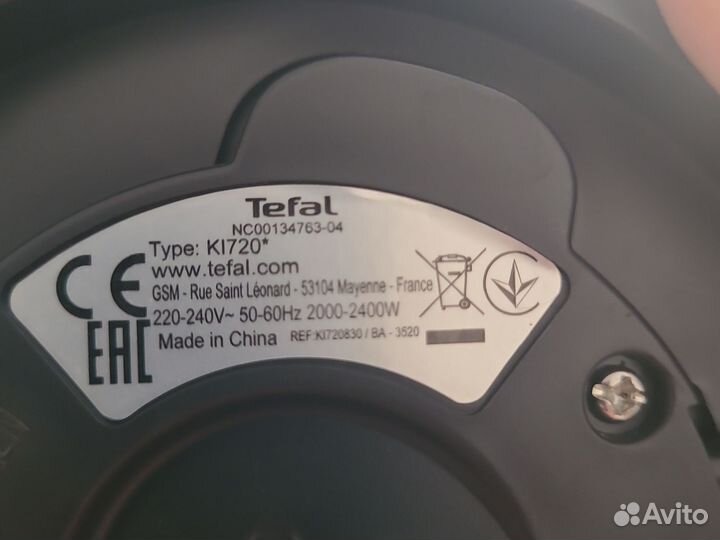 Tefal
NC00134763-04
Type: KI720*
www.tefal.com
GSM - Rue Saint Léonard - 53104 Mayenne - France
220-240V~ 50-60Hz 2000-2400W
Made in China REF:KI720830 / BA - 3520
CE
EAC
Avito